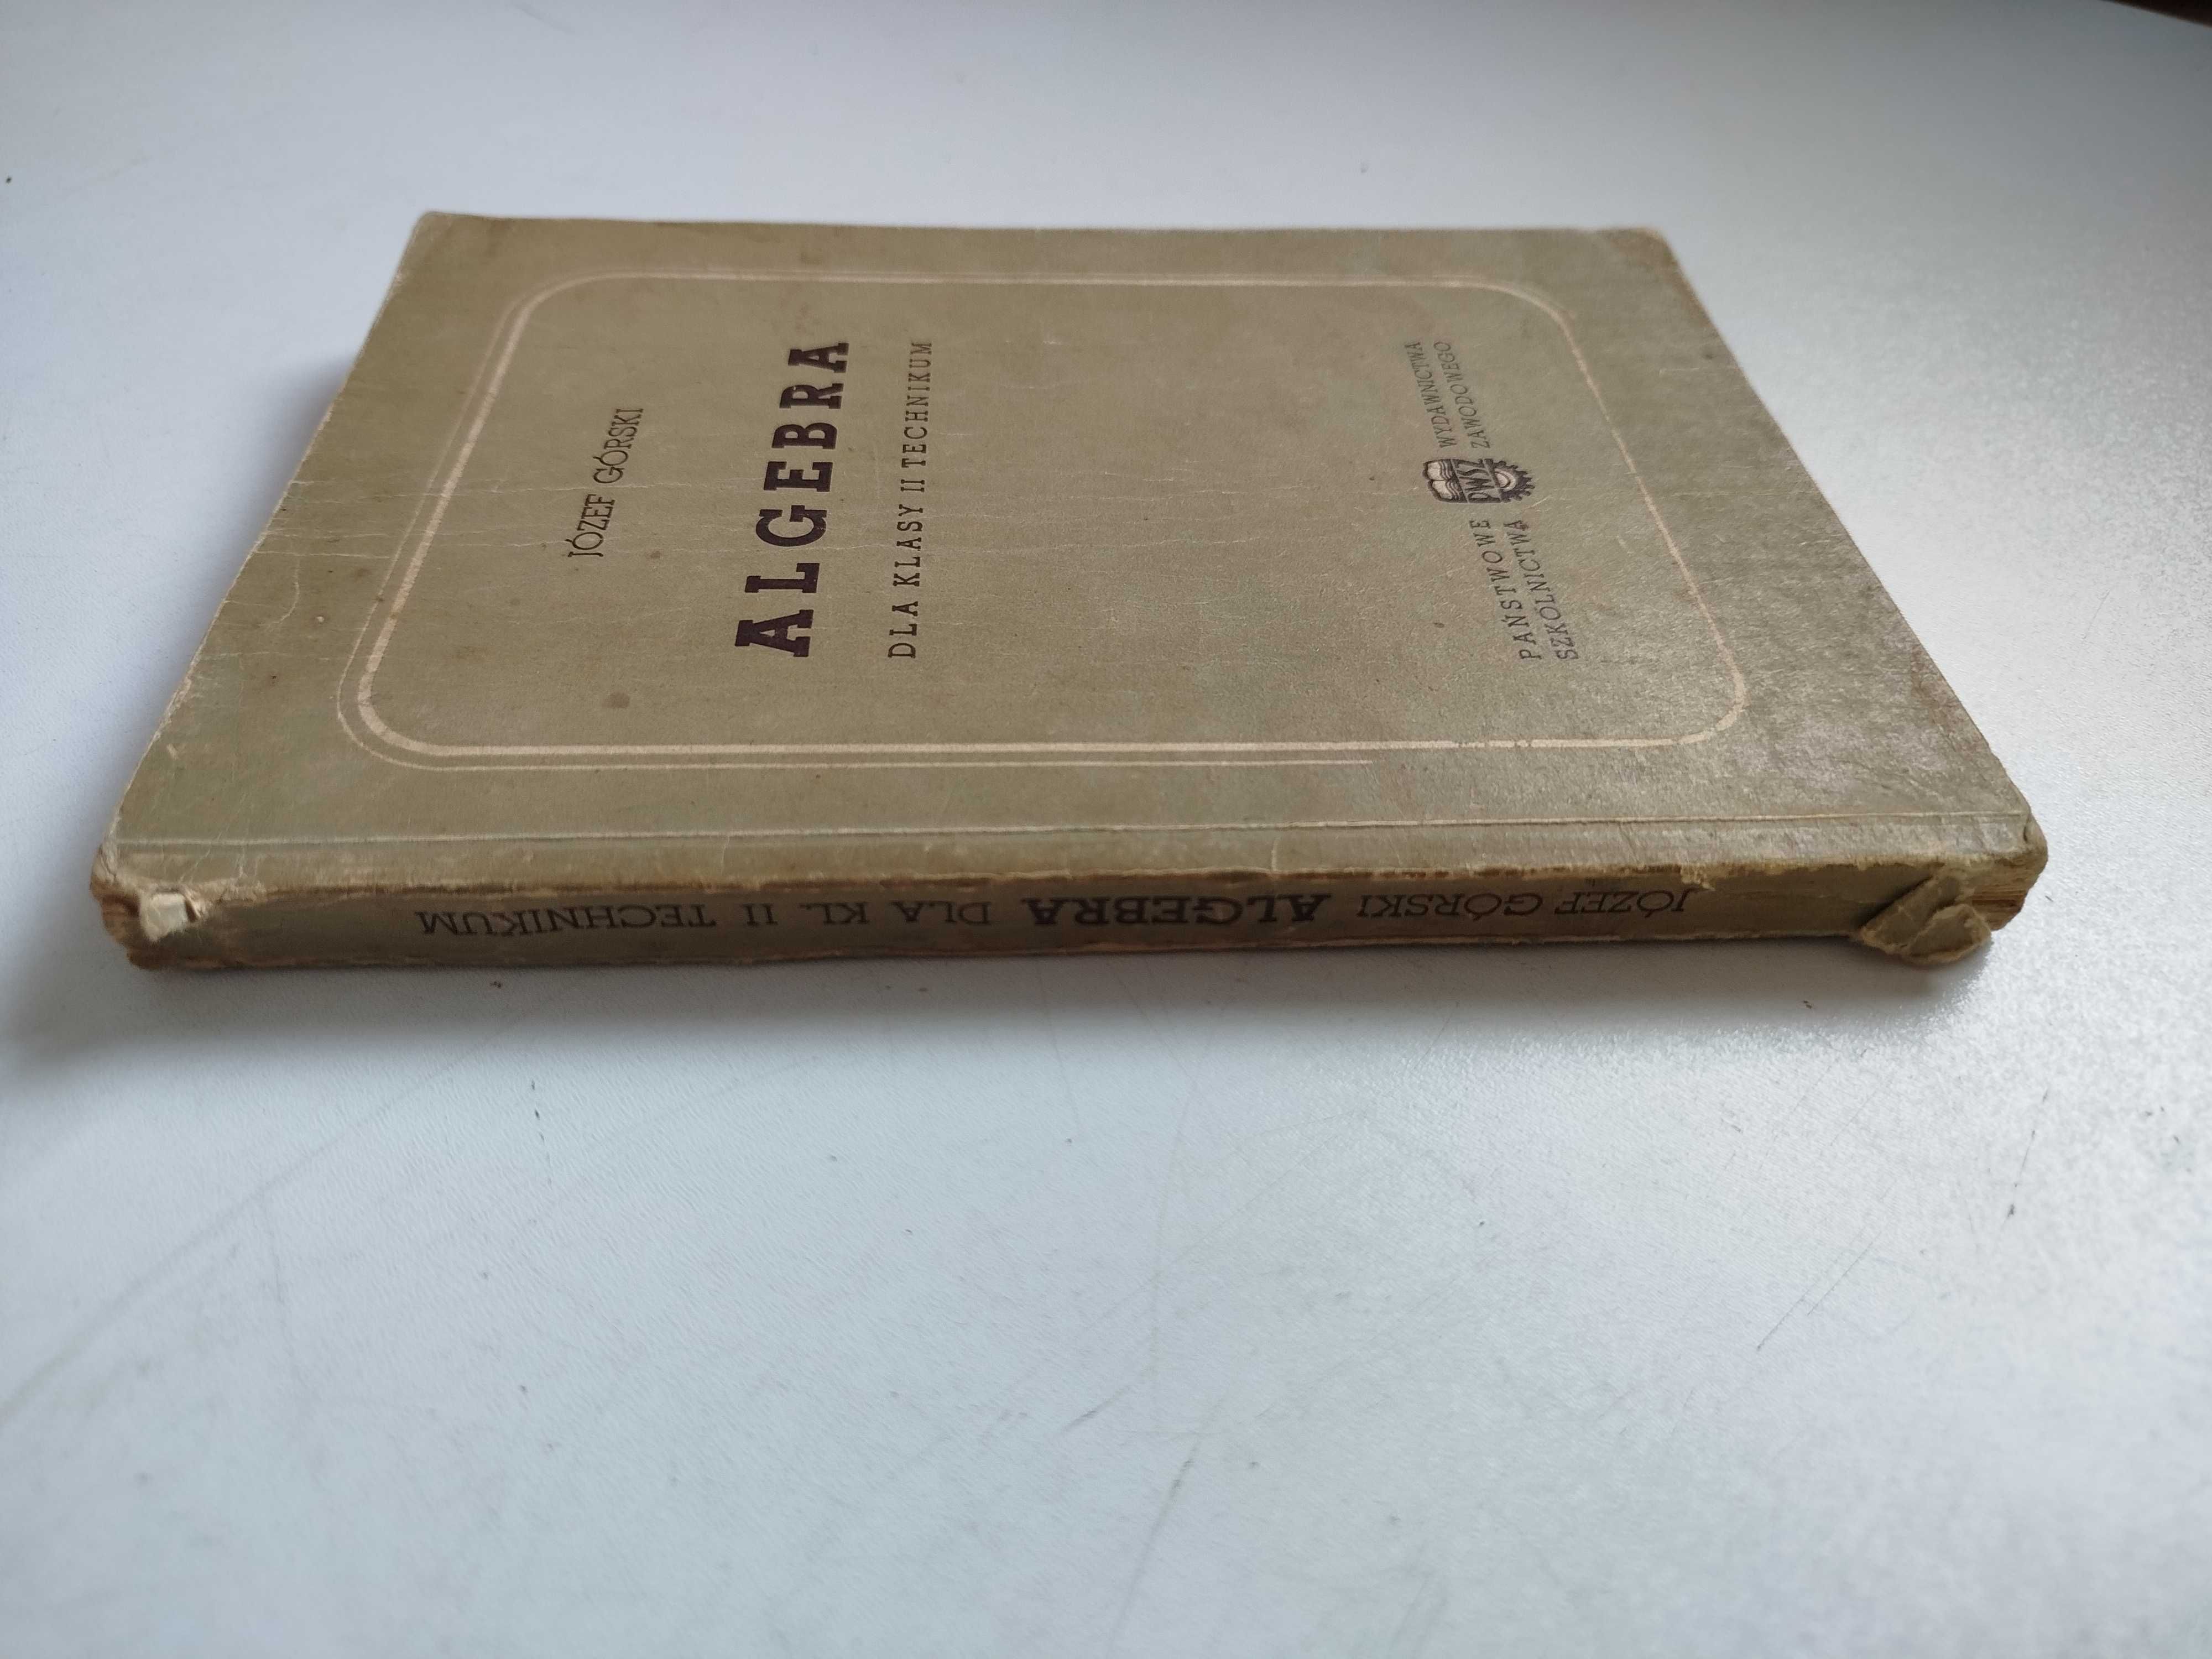 JÓZEF GÓRSKI
ALGEBRA
DLA KLASY II TECHNIKUM
PAŃSTWOWE WYDAWNICTWA
SZKOLNICTWA ZAWODOWEGO
PWSZ
JÓZEF GÓRSKI ALGEBRA DLA KL. II TECHNIKUM